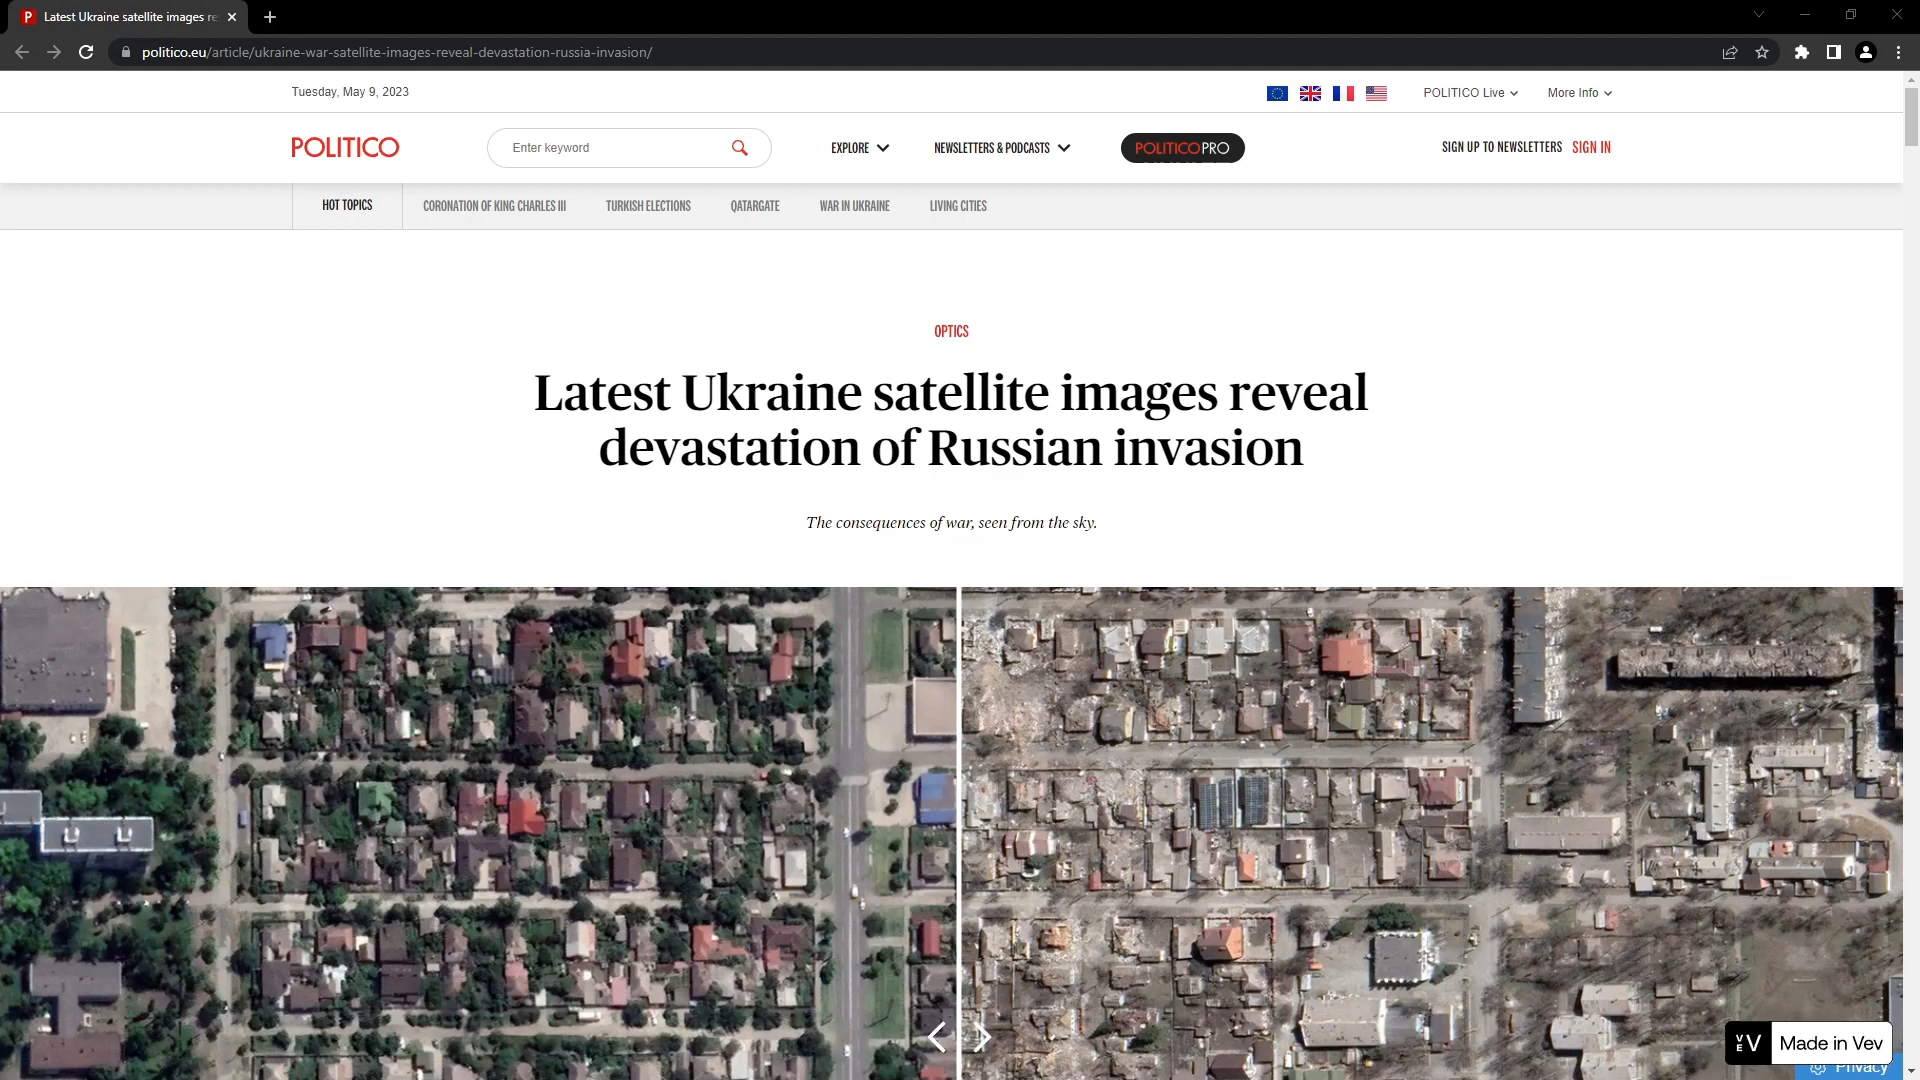 Latest Ukraine satellite images re
politico.eu/article/ukraine-war-satellite-images-reveal-devastation-russia-invasion/
Tuesday, May 9, 2023
POLITICO Live
More Info
POLITICO
Enter keyword
EXPLORE
NEWSLETTERS & PODCASTS
POLITICOPRO
SIGN UP TO NEWSLETTERS
SIGN IN
HOT TOPICS
CORONATION OF KING CHARLES III
TURKISH ELECTIONS
QATARGATE
WAR IN UKRAINE
LIVING CITIES
OPTICS
Latest Ukraine satellite images reveal
devastation of Russian invasion
The consequences of war, seen from the sky.
VEV
Made in Vev
Privacy